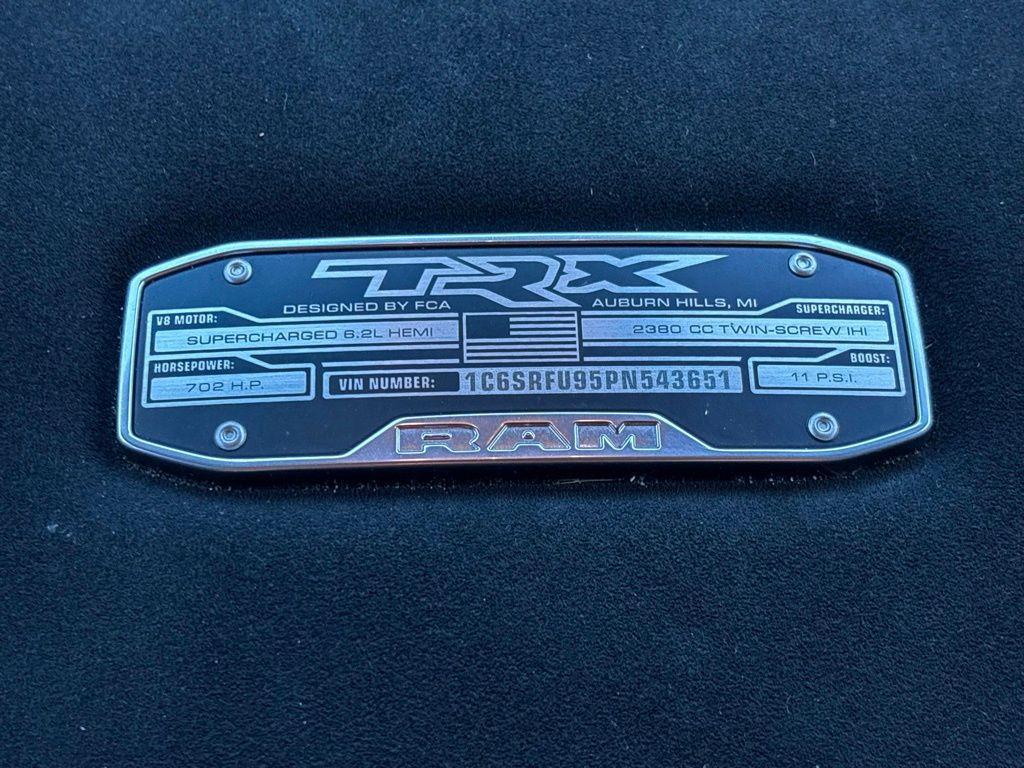 TRX
DESIGNED BY FCA AUBURN HILLS, MI
V8 MOTOR: SUPERCHARGER:
SUPERCHARGED 6.2L HEMI 2380 CC TWIN-SCREW IHI
HORSEPOWER: BOOST:
702 H.P. VIN NUMBER: 1C6SRFU95PN543651 11 P.S.I.
RAM